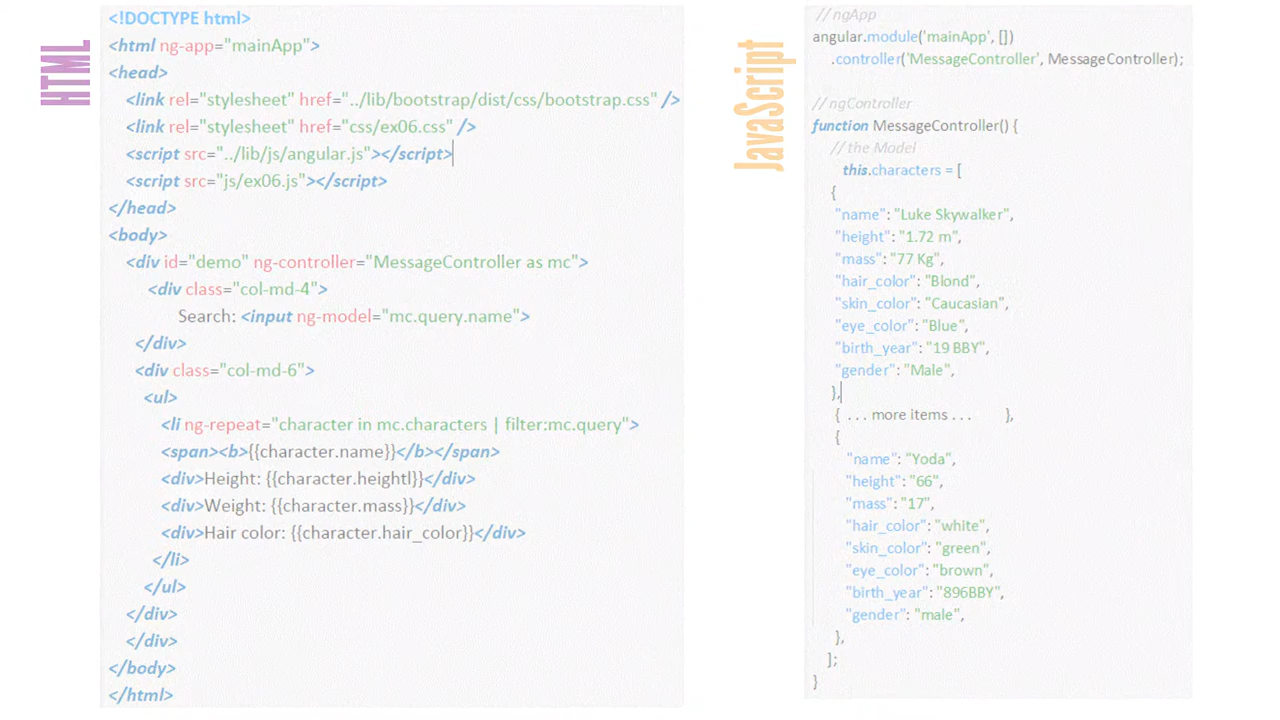 HTML
<!DOCTYPE html>
<html ng-app="mainApp">
<head>
<link rel="stylesheet" href="../lib/bootstrap/dist/css/bootstrap.css" />
<link rel="stylesheet" href="css/ex06.css" />
<script src="../lib/js/angular.js"></script>
<script src="js/ex06.js"></script>
</head>
<body>
<div id="demo" ng-controller="MessageController as mc">
<div class="col-md-4">
Search: <input ng-model="mc.query.name">
</div>
<div class="col-md-6">
<ul>
<li ng-repeat="character in mc.characters | filter:mc.query">
<span><b>{{character.name}}</b></span>
<div>Height: {{character.heightl}}</div>
<div>Weight: {{character.mass}}</div>
<div>Hair color: {{character.hair_color}}</div>
</li>
</ul>
</div>
</div>
</body>
</html>
JavaScript
// ngApp
angular.module('mainApp', [])
.controller('MessageController', MessageController);
// ngController
function MessageController() {
// the Model
this.characters = [
{
"name": "Luke Skywalker",
"height": "1.72 m",
"mass": "77 Kg",
"hair_color": "Blond",
"skin_color": "Caucasian",
"eye_color": "Blue",
"birth_year": "19 BBY",
"gender": "Male",
},
{ . . . more items . . . },
{
"name": "Yoda",
"height": "66",
"mass": "17",
"hair_color": "white",
"skin_color": "green",
"eye_color": "brown",
"birth_year": "896BBY",
"gender": "male",
},
];
}